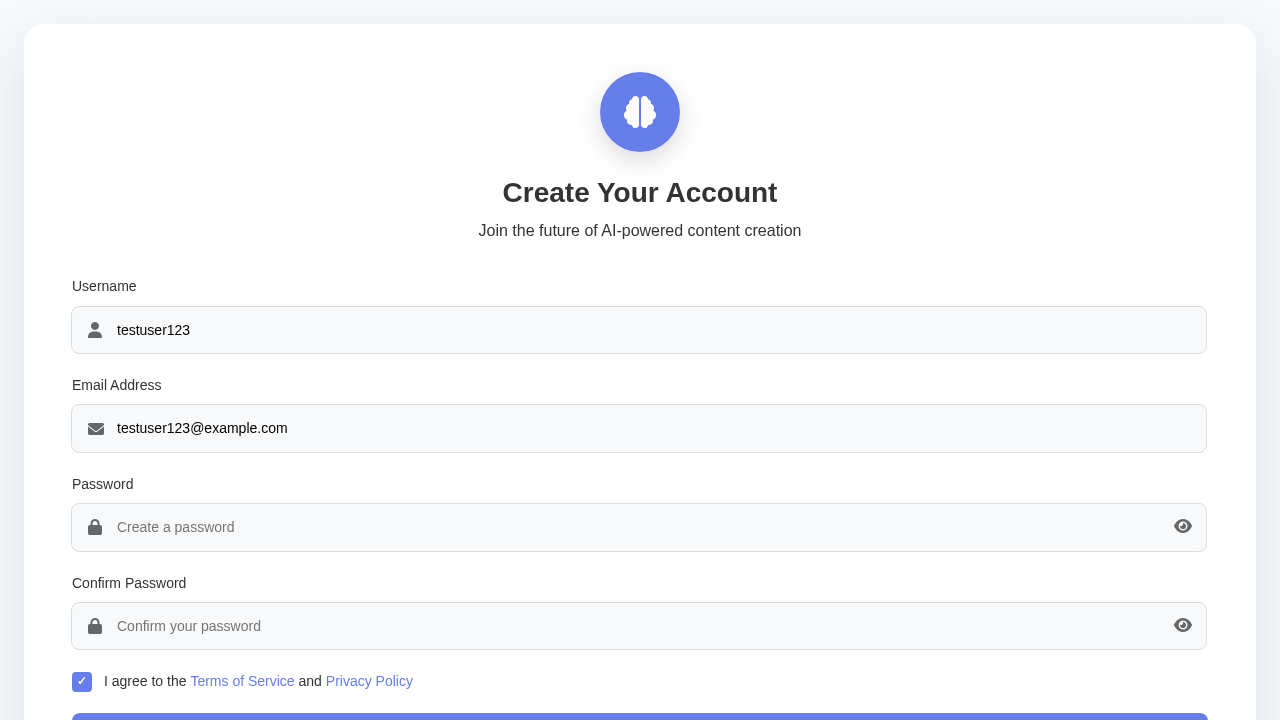 Create Your Account
Join the future of AI-powered content creation
Username
testuser123
Email Address
testuser123@example.com
Password
Create a password
Confirm Password
Confirm your password
I agree to the Terms of Service and Privacy Policy